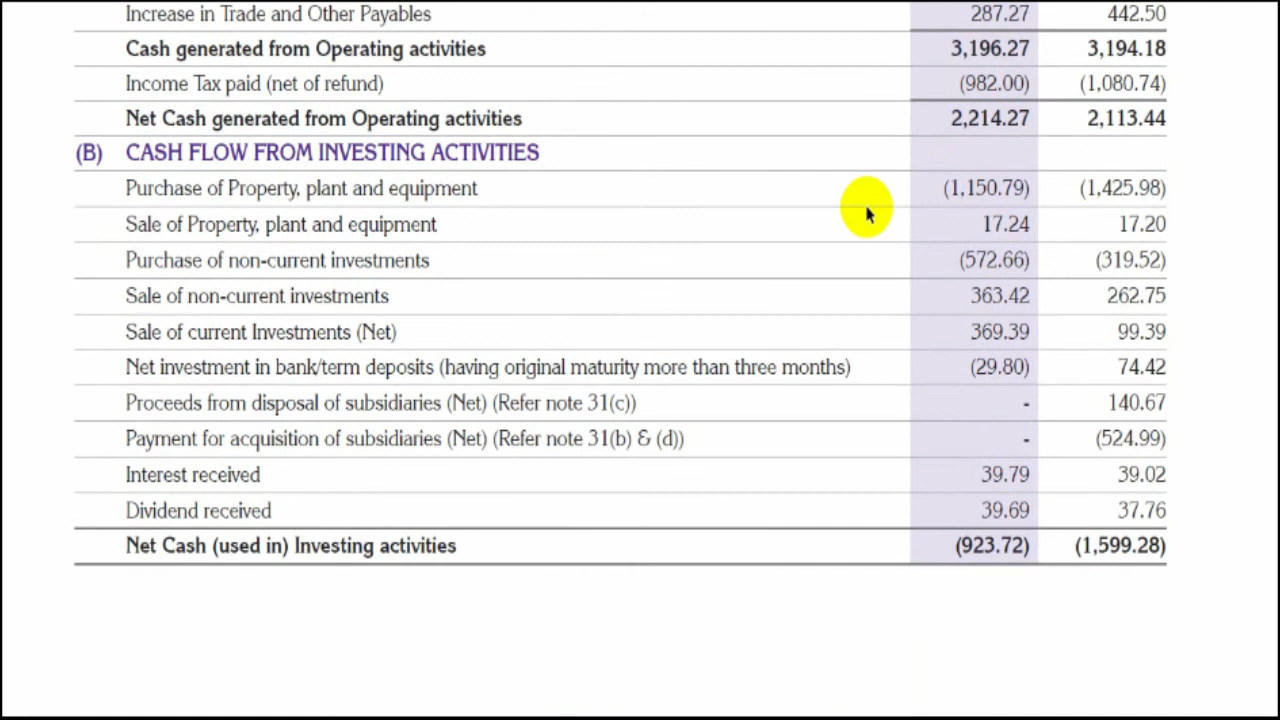 Increase in Trade and Other Payables 287.27 442.50
Cash generated from Operating activities 3,196.27 3,194.18
Income Tax paid (net of refund) (982.00) (1,080.74)
Net Cash generated from Operating activities 2,214.27 2,113.44
(B) CASH FLOW FROM INVESTING ACTIVITIES
Purchase of Property, plant and equipment (1,150.79) (1,425.98)
Sale of Property, plant and equipment 17.24 17.20
Purchase of non-current investments (572.66) (319.52)
Sale of non-current investments 363.42 262.75
Sale of current Investments (Net) 369.39 99.39
Net investment in bank/term deposits (having original maturity more than three months) (29.80) 74.42
Proceeds from disposal of subsidiaries (Net) (Refer note 31(c)) - 140.67
Payment for acquisition of subsidiaries (Net) (Refer note 31(b) & (d)) - (524.99)
Interest received 39.79 39.02
Dividend received 39.69 37.76
Net Cash (used in) Investing activities (923.72) (1,599.28)